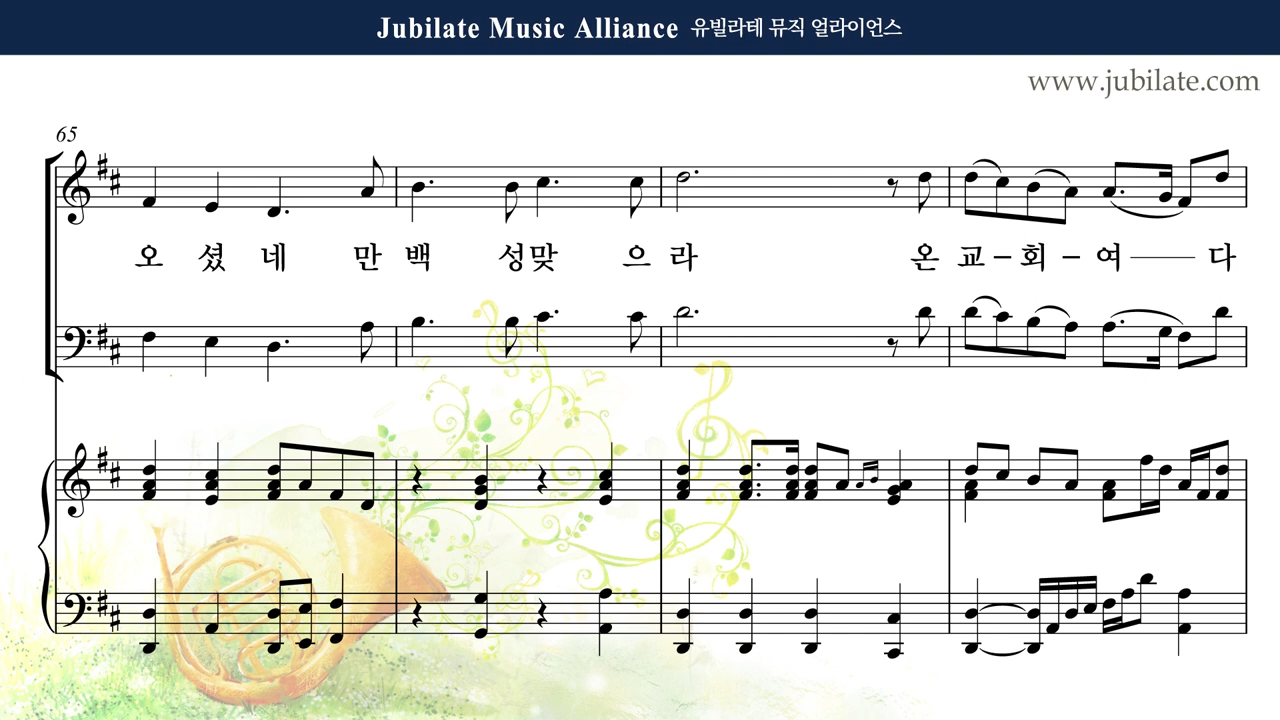 Jubilate Music Alliance 유빌라테 뮤직 얼라이언스
www.jubilate.com
65
오 셨 네 만 백 성 맞 으 라 온 교 - 회 - 여 다